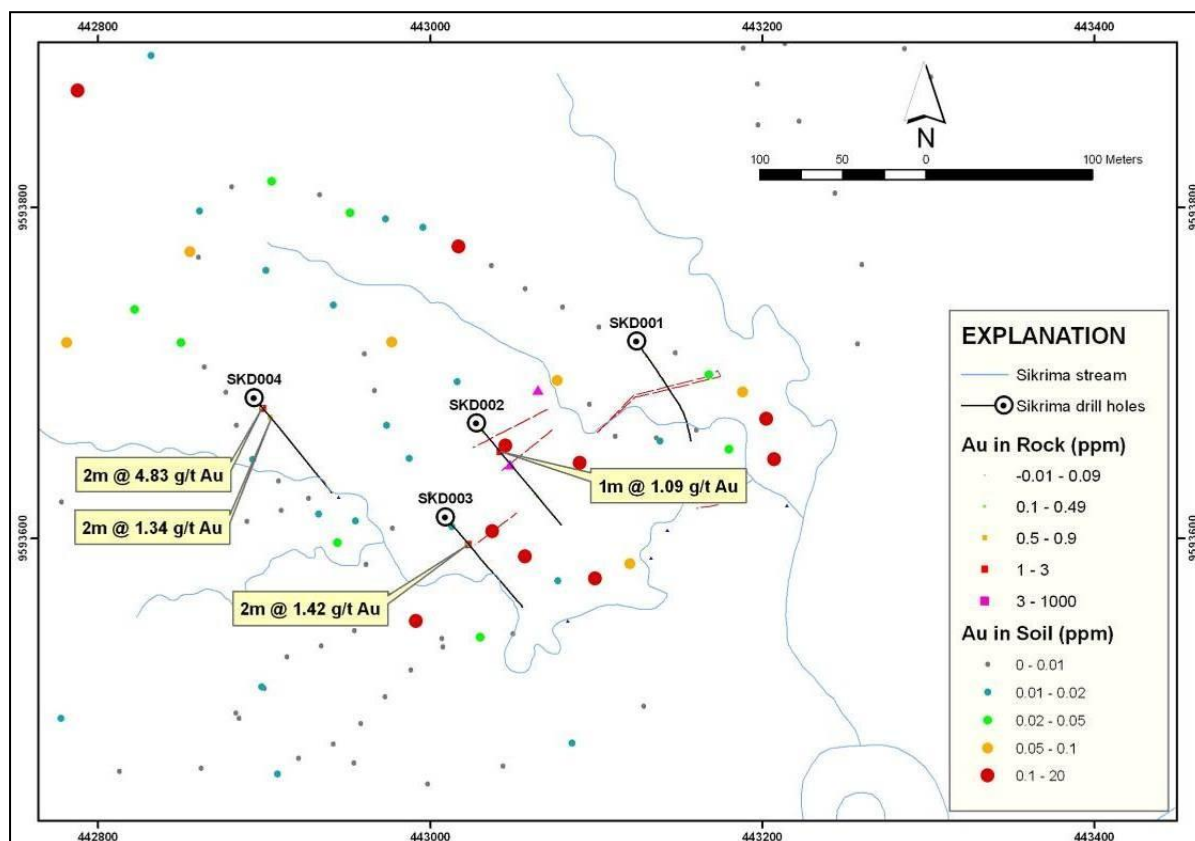 442800 443000 443200 443400
N
100 50 0 100 Meters
9593800 9593800
SKD001
SKD004
SKD002
2m @ 4.83 g/t Au
1m @ 1.09 g/t Au
SKD003
2m @ 1.34 g/t Au
9593600 9593600
2m @ 1.42 g/t Au
EXPLANATION
Sikrima stream
Sikrima drill holes
Au in Rock (ppm)
-0.01 - 0.09
0.1 - 0.49
0.5 - 0.9
1 - 3
3 - 1000
Au in Soil (ppm)
0 - 0.01
0.01 - 0.02
0.02 - 0.05
0.05 - 0.1
0.1 - 20
442800 443000 443200 443400